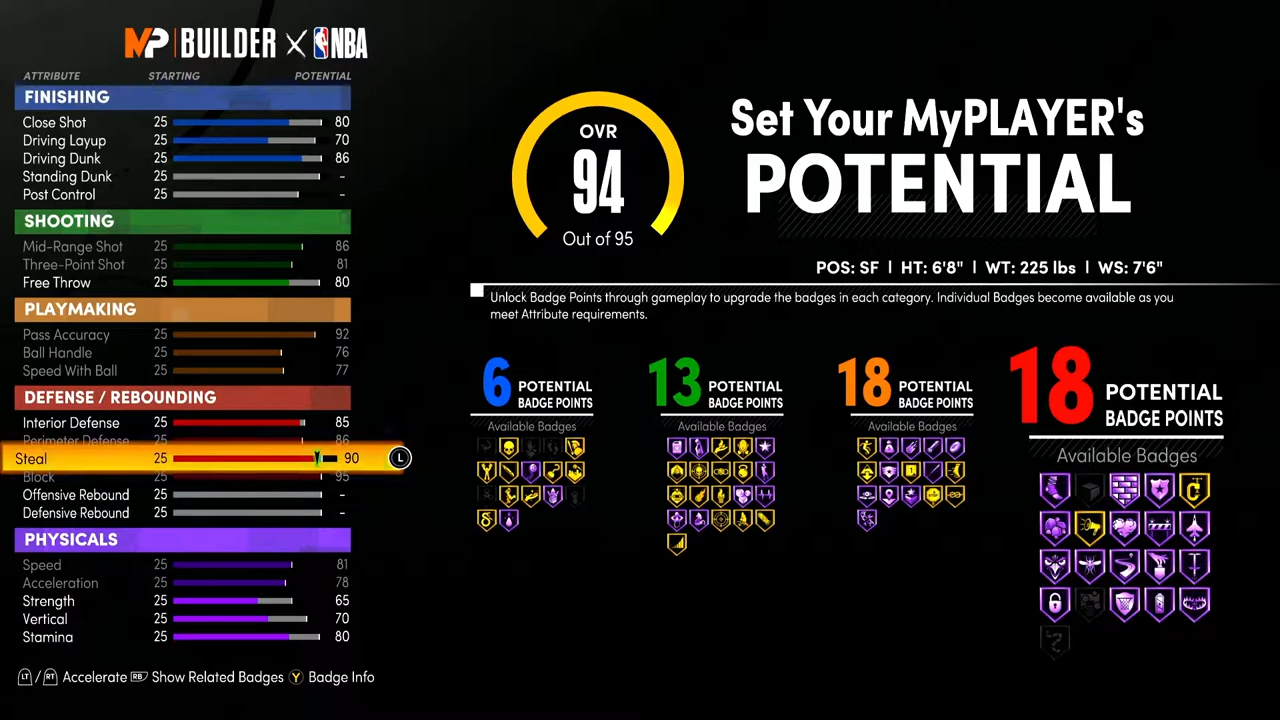 MP | BUILDER X NBA
ATTRIBUTE STARTING POTENTIAL
FINISHING
Close Shot 25 80
Driving Layup 25 70
Driving Dunk 25 86
Standing Dunk 25 -
Post Control 25 -
SHOOTING
Mid-Range Shot 25 86
Three-Point Shot 25 81
Free Throw 25 80
PLAYMAKING
Pass Accuracy 25 92
Ball Handle 25 76
Speed With Ball 25 77
DEFENSE / REBOUNDING
Interior Defense 25 85
Perimeter Defense 25 86
Steal 25 90 L
Block 25 95
Offensive Rebound 25 -
Defensive Rebound 25 -
PHYSICALS
Speed 25 81
Acceleration 25 78
Strength 25 65
Vertical 25 70
Stamina 25 80
LT / RT Accelerate RB Show Related Badges Y Badge Info
OVR
94
Out of 95
Set Your MyPLAYER's
POTENTIAL
POS: SF | HT: 6'8" | WT: 225 lbs | WS: 7'6"
Unlock Badge Points through gameplay to upgrade the badges in each category. Individual Badges become available as you
meet Attribute requirements.
6 POTENTIAL
BADGE POINTS
Available Badges
13 POTENTIAL
BADGE POINTS
Available Badges
18 POTENTIAL
BADGE POINTS
Available Badges
18 POTENTIAL
BADGE POINTS
Available Badges